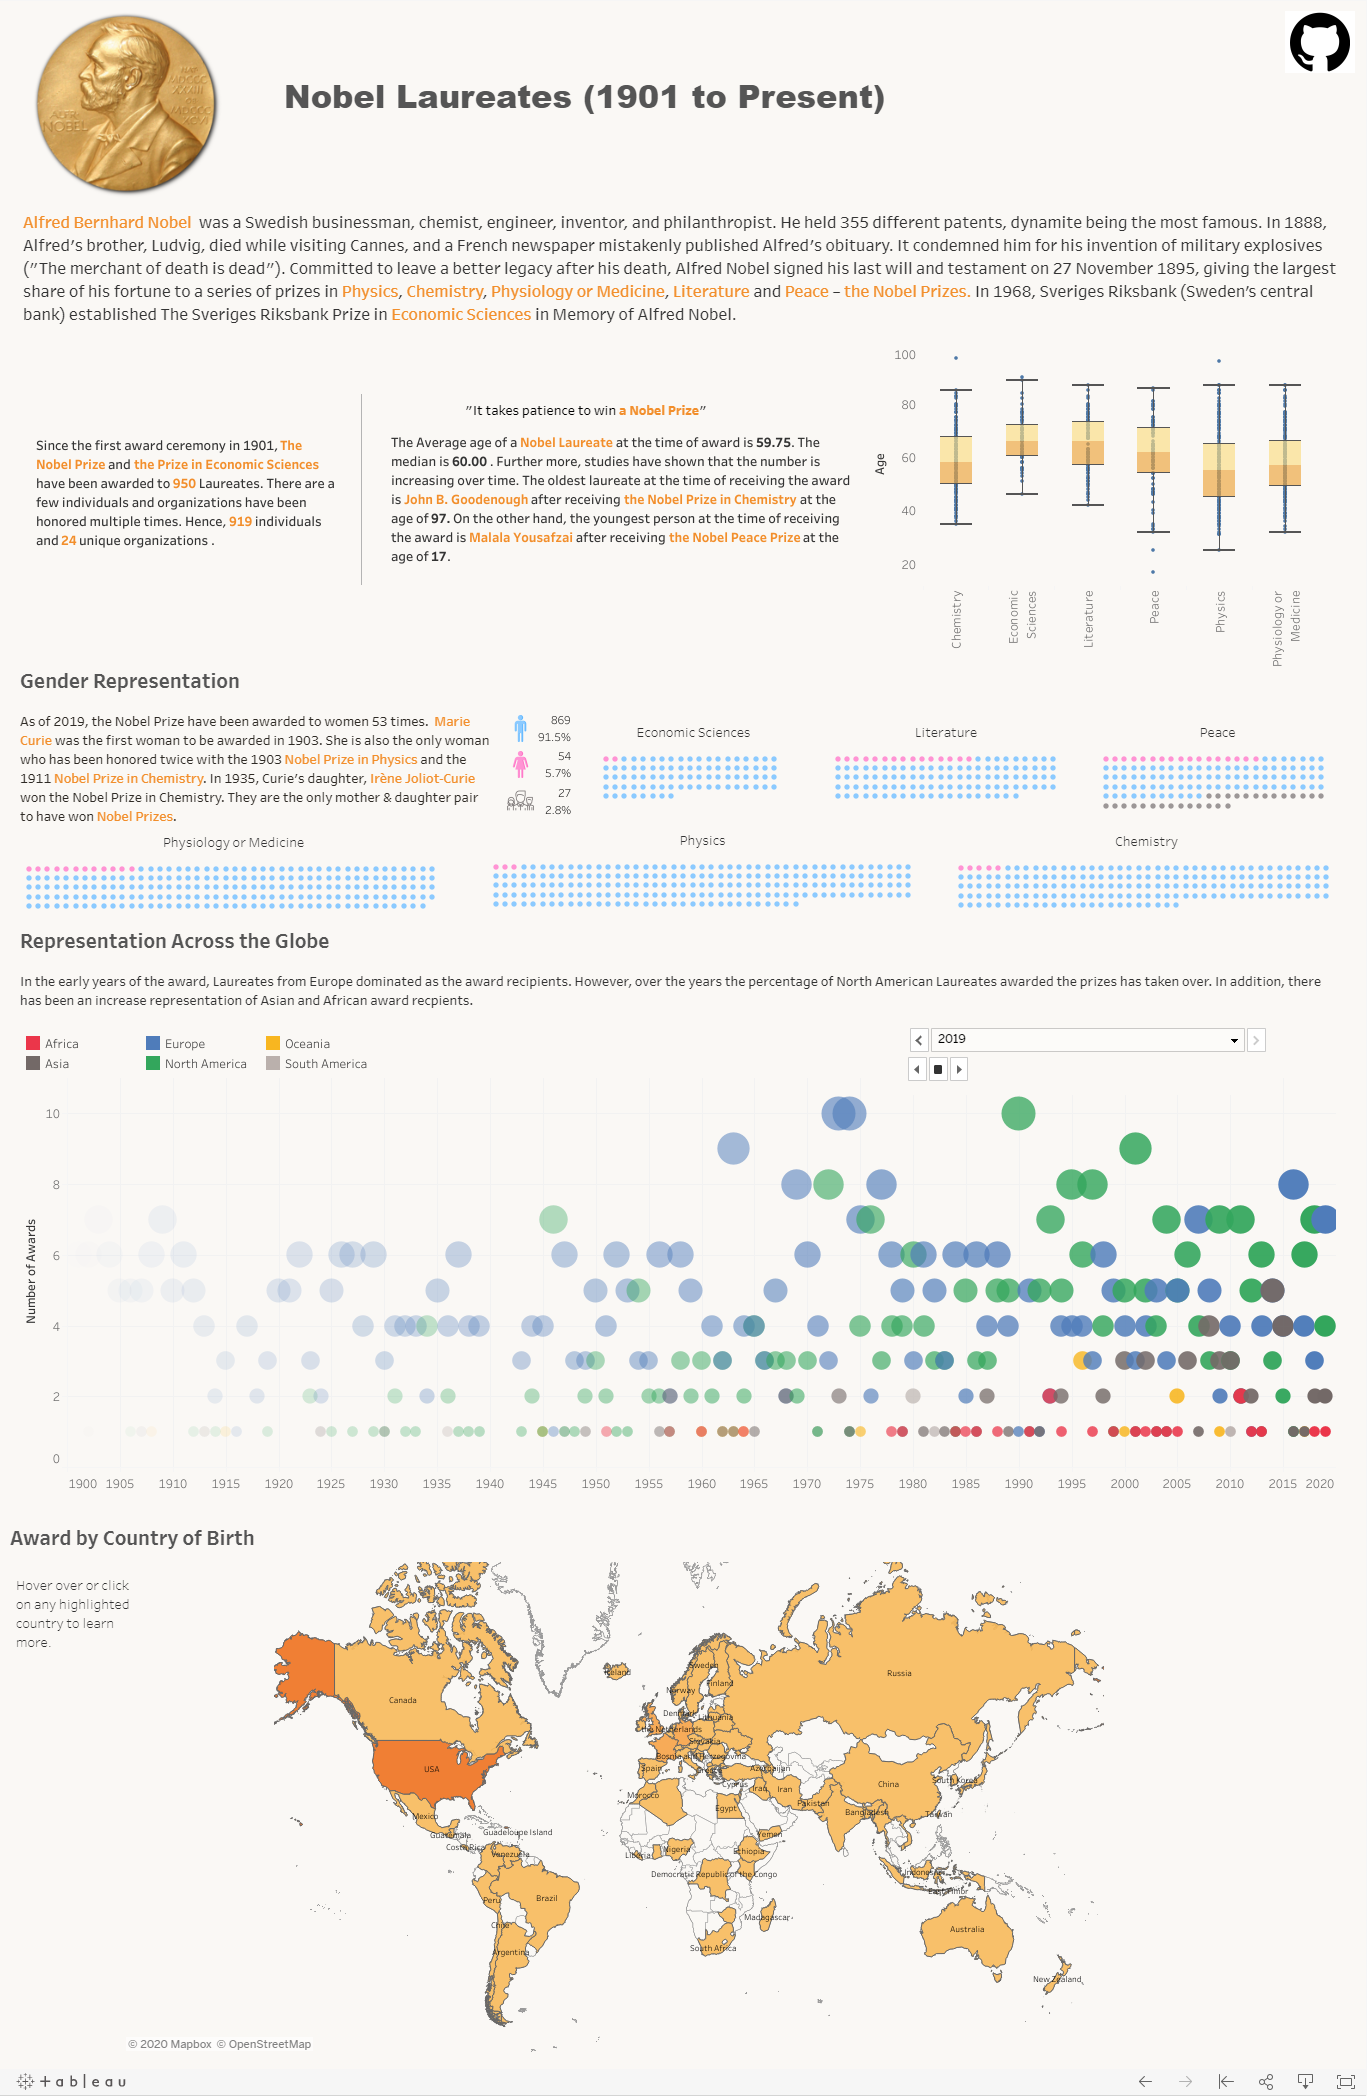 Nobel Laureates (1901 to Present)
Alfred Bernhard Nobel was a Swedish businessman, chemist, engineer, inventor, and philanthropist. He held 355 different patents, dynamite being the most famous. In 1888,
Alfred's brother, Ludvig, died while visiting Cannes, and a French newspaper mistakenly published Alfred's obituary. It condemned him for his invention of military explosives
("The merchant of death is dead"). Committed to leave a better legacy after his death, Alfred Nobel signed his last will and testament on 27 November 1895, giving the largest
share of his fortune to a series of prizes in Physics, Chemistry, Physiology or Medicine, Literature and Peace – the Nobel Prizes. In 1968, Sveriges Riksbank (Sweden's central
bank) established The Sveriges Riksbank Prize in Economic Sciences in Memory of Alfred Nobel.
Since the first award ceremony in 1901, The
Nobel Prize and the Prize in Economic Sciences
have been awarded to 950 Laureates. There are a
few individuals and organizations have been
honored multiple times. Hence, 919 individuals
and 24 unique organizations .
"It takes patience to win a Nobel Prize"
The Average age of a Nobel Laureate at the time of award is 59.75. The
median is 60.00 . Further more, studies have shown that the number is
increasing over time. The oldest laureate at the time of receiving the award
is John B. Goodenough after receiving the Nobel Prize in Chemistry at the
age of 97. On the other hand, the youngest person at the time of receiving
the award is Malala Yousafzai after receiving the Nobel Peace Prize at the
age of 17.
100
80
60
40
20
Age
Chemistry
Economic
Sciences
Literature
Peace
Physics
Physiology or
Medicine
Gender Representation
As of 2019, the Nobel Prize have been awarded to women 53 times. Marie
Curie was the first woman to be awarded in 1903. She is also the only woman
who has been honored twice with the 1903 Nobel Prize in Physics and the
1911 Nobel Prize in Chemistry. In 1935, Curie's daughter, Irène Joliot-Curie
won the Nobel Prize in Chemistry. They are the only mother & daughter pair
to have won Nobel Prizes.
869
91.5%
54
5.7%
27
2.8%
Economic Sciences
Literature
Peace
Physiology or Medicine
Physics
Chemistry
Representation Across the Globe
In the early years of the award, Laureates from Europe dominated as the award recipients. However, over the years the percentage of North American Laureates awarded the prizes has taken over. In addition, there
has been an increase representation of Asian and African award recpients.
Africa
Europe
Oceania
Asia
North America
South America
2019
Number of Awards
10
8
6
4
2
0
1900 1905 1910 1915 1920 1925 1930 1935 1940 1945 1950 1955 1960 1965 1970 1975 1980 1985 1990 1995 2000 2005 2010 2015 2020
Award by Country of Birth
Hover over or click
on any highlighted
country to learn
more.
Iceland
Sweden
Finland
Norway
Russia
Canada
Lithuania
the Netherlands
Slovakia
Bosnia and Herzegovina
USA
Spain
Azerbaijan
Cyprus
Iraq
Iran
China
South Korea
Morocco
Egypt
Pakistan
Bangladesh
Taiwan
Mexico
Guatemala
Guadeloupe Island
Costa Rica
Venezuela
Liberia
Nigeria
Yemen
Ethiopia
Democratic Republic of the Congo
Indonesia
East Timor
Peru
Brazil
Chile
Madagascar
Australia
Argentina
South Africa
New Zealand
© 2020 Mapbox © OpenStreetMap
+ableau